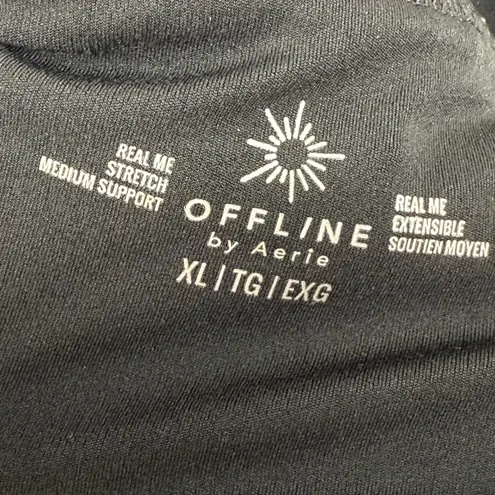 REAL ME
STRETCH
MEDIUM SUPPORT
OFFLINE
by Aerie
XL | TG | EXG
REAL ME
EXTENSIBLE
SOUTIEN MOYEN